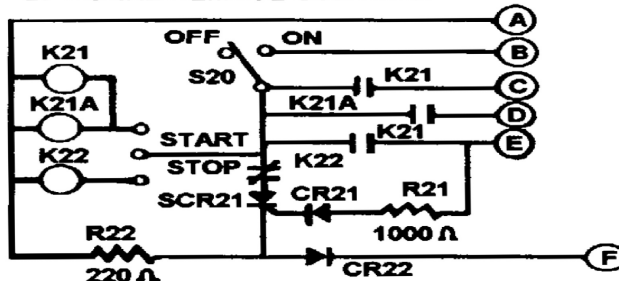 A
OFF ON
B
K21
S20
K21
C
K21A
K21A
D
K21
START
E
K22
STOP
K22
SCR21
CR21
R21
1000 Ω
R22
220 Ω
CR22
F